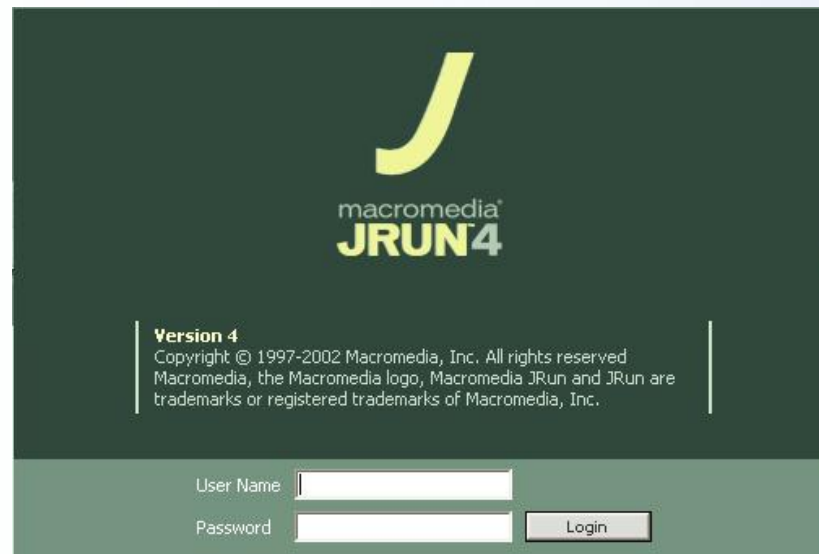 J
macromedia®
JRUN™4
Version 4
Copyright © 1997-2002 Macromedia, Inc. All rights reserved
Macromedia, the Macromedia logo, Macromedia JRun and JRun are
trademarks or registered trademarks of Macromedia, Inc.
User Name
Password
Login